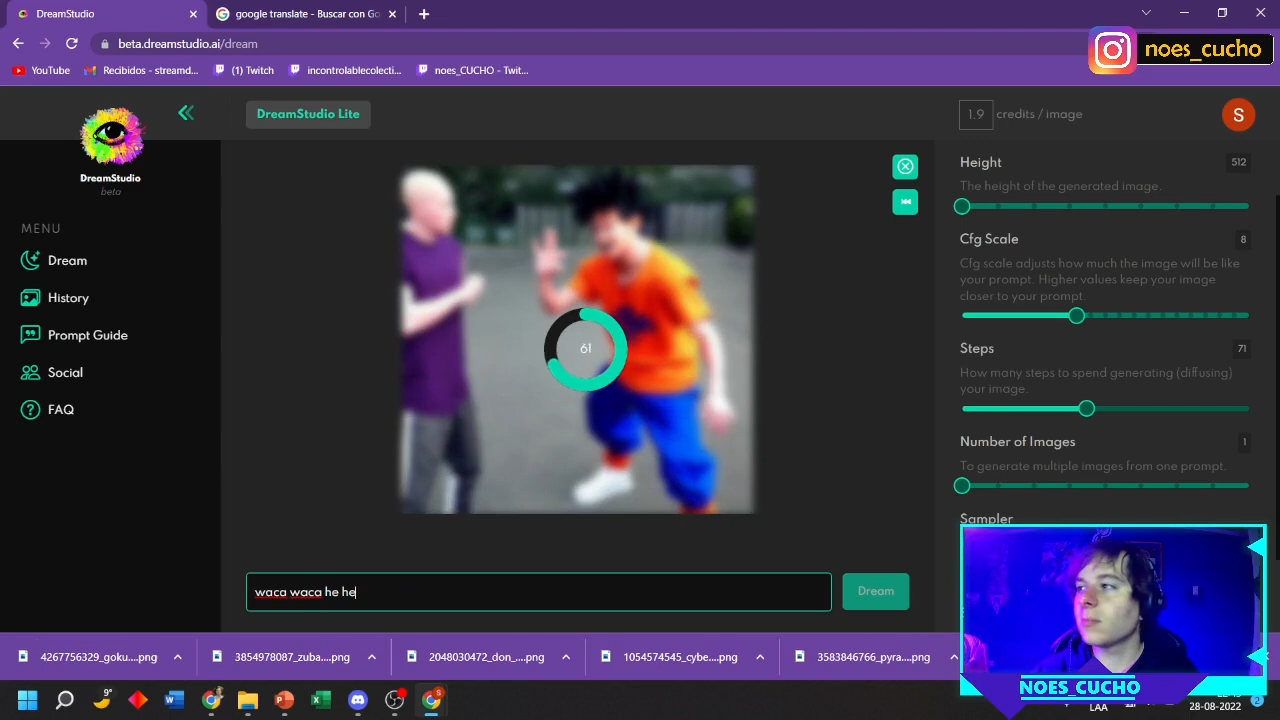 DreamStudio
google translate - Buscar con Go
beta.dreamstudio.ai/dream
noes_cucho
YouTube
Recibidos - streamd...
(1) Twitch
incontrolablecolecti...
noes_CUCHO - Twit...
DreamStudio
beta
MENU
Dream
History
Prompt Guide
Social
FAQ
DreamStudio Lite
1.9 credits / image
S
Height
512
The height of the generated image.
Cfg Scale
8
Cfg scale adjusts how much the image will be like
your prompt. Higher values keep your image
closer to your prompt.
Steps
71
How many steps to spend generating (diffusing)
your image.
Number of Images
1
To generate multiple images from one prompt.
Sampler
61
waca waca he he
Dream
4267756329_goku....png
3854978087_zuba....png
2048030472_don_....png
1054574545_cybe....png
3583846766_pyra....png
NOES_CUCHO
9°
LAA
28-08-2022
2